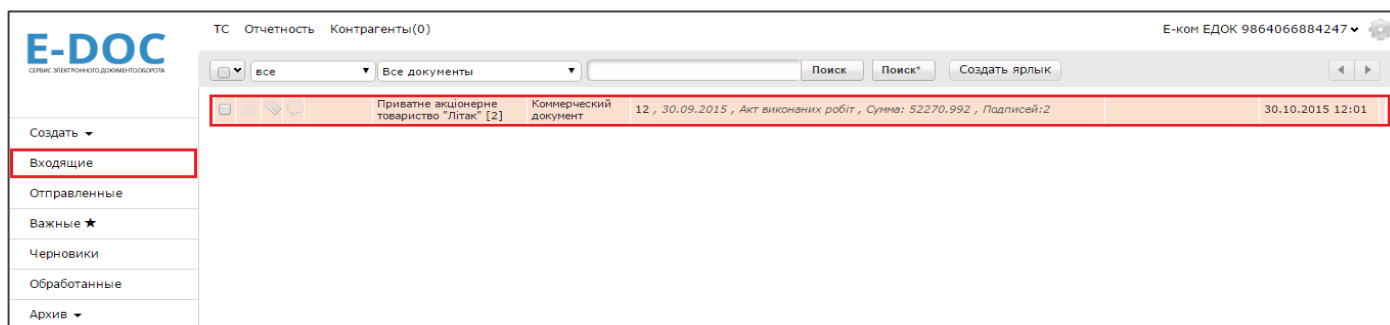 E-DOC
СЕРВИС ЭЛЕКТРОННОГО ДОКУМЕНТООБОРОТА
ТС Отчетность Контрагенты(0)
Е-ком ЕДОК 9864066884247
все
Все документы
Поиск
Поиск*
Создать ярлык
Приватне акціонерне
товариство "Літак" [2]
Коммерческий
документ
12 , 30.09.2015 , Акт виконаних робіт , Сумма: 52270.992 , Подписей:2
30.10.2015 12:01
Создать
Входящие
Отправленные
Важные ★
Черновики
Обработанные
Архив